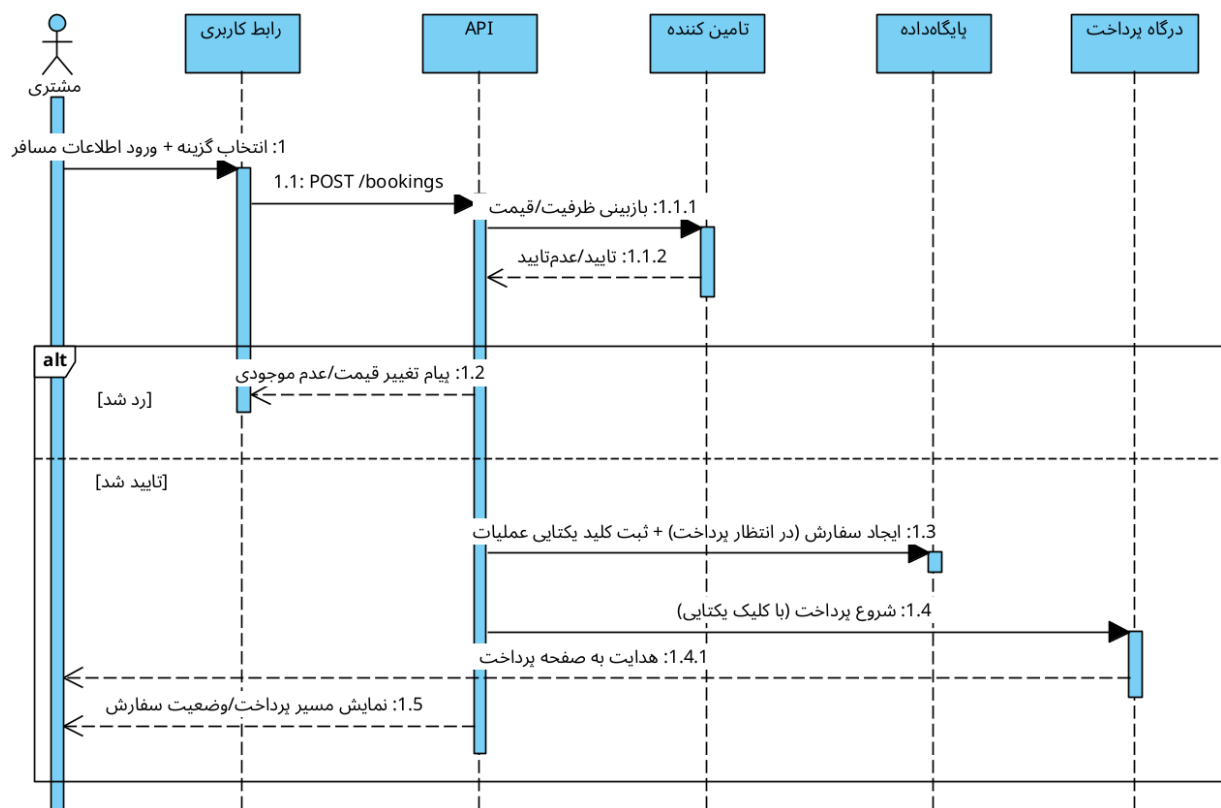 مشتری
رابط کاربری
API
تامین کننده
پایگاه‌داده
درگاه پرداخت
1: انتخاب گزینه + ورود اطلاعات مسافر
1.1: POST /bookings
1.1.1: بازبینی ظرفیت/قیمت
1.1.2: تایید/عدم‌تایید
alt
1.2: پیام تغییر قیمت/عدم موجودی
[رد شد]
[تایید شد]
1.3: ایجاد سفارش (در انتظار پرداخت) + ثبت کلید یکتایی عملیات
1.4: شروع پرداخت (با کلیک یکتایی)
1.4.1: هدایت به صفحه پرداخت
1.5: نمایش مسیر پرداخت/وضعیت سفارش